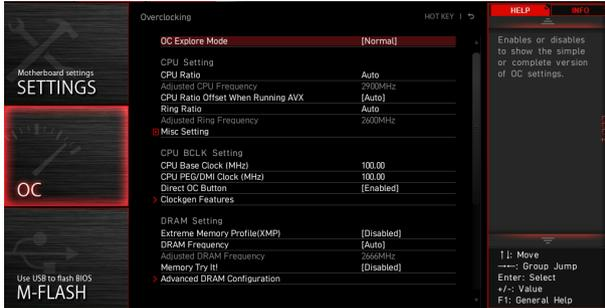 Overclocking
HOT KEY
HELP
INFO
Motherboard settings
SETTINGS
OC
Use USB to flash BIOS
M-FLASH
OC Explore Mode [Normal]
CPU Setting
CPU Ratio Auto
Adjusted CPU Frequency 2900MHz
CPU Ratio Offset When Running AVX [Auto]
Ring Ratio Auto
Adjusted Ring Frequency 2600MHz
Misc Setting
CPU BCLK Setting
CPU Base Clock (MHz) 100.00
CPU PEG/DMI Clock (MHz) 100.00
Direct OC Button [Enabled]
Clockgen Features
DRAM Setting
Extreme Memory Profile(XMP) [Disabled]
DRAM Frequency [Auto]
Adjusted DRAM Frequency 2666MHz
Memory Try It! [Disabled]
Advanced DRAM Configuration
Enables or disables
to show the simple
or complete version
of OC settings.
↑↓: Move
→←: Group Jump
Enter: Select
+/-: Value
F1: General Help